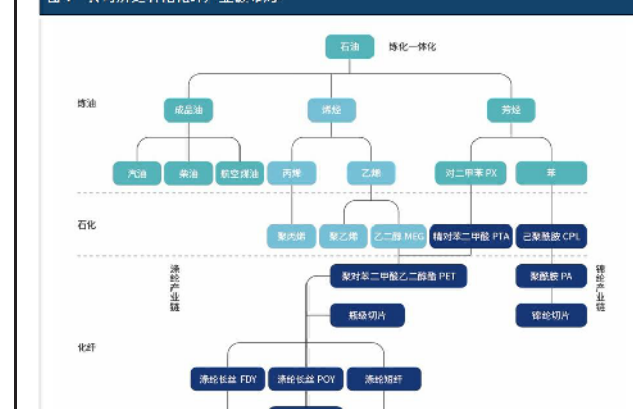 石油
炼化一体化
炼油
成品油
烯烃
芳烃
汽油
柴油
航空煤油
丙烯
乙烯
对二甲苯 PX
苯
石化
聚丙烯
聚乙烯
乙二醇 MEG
精对苯二甲酸 PTA
己聚酰胺 CPL
涤纶产业链
聚对苯二甲酸乙二醇酯 PET
聚酰胺 PA
锦纶产业链
瓶级切片
锦纶切片
化纤
涤纶长丝 FDY
涤纶长丝 POY
涤纶短纤